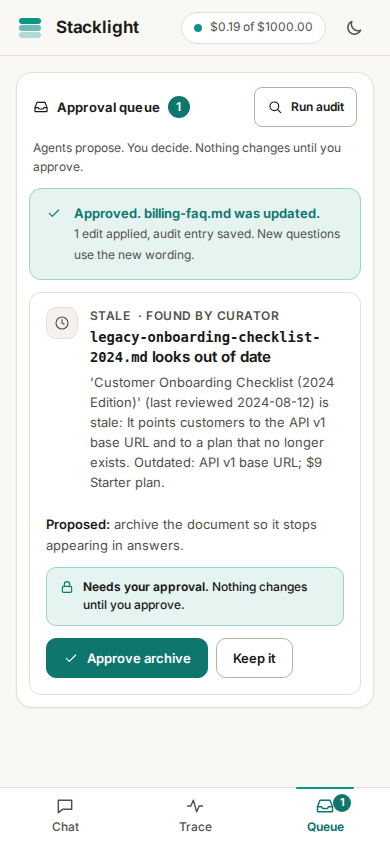 Stacklight
$0.19 of $1000.00
Approval queue 1
Run audit
Agents propose. You decide. Nothing changes until you
approve.
Approved. billing-faq.md was updated.
1 edit applied, audit entry saved. New questions
use the new wording.
STALE · FOUND BY CURATOR
legacy-onboarding-checklist-
2024.md looks out of date
'Customer Onboarding Checklist (2024
Edition)' (last reviewed 2024-08-12) is
stale: It points customers to the API v1
base URL and to a plan that no longer
exists. Outdated: API v1 base URL; $9
Starter plan.
Proposed: archive the document so it stops
appearing in answers.
Needs your approval. Nothing changes
until you approve.
Approve archive
Keep it
Chat
Trace
1
Queue